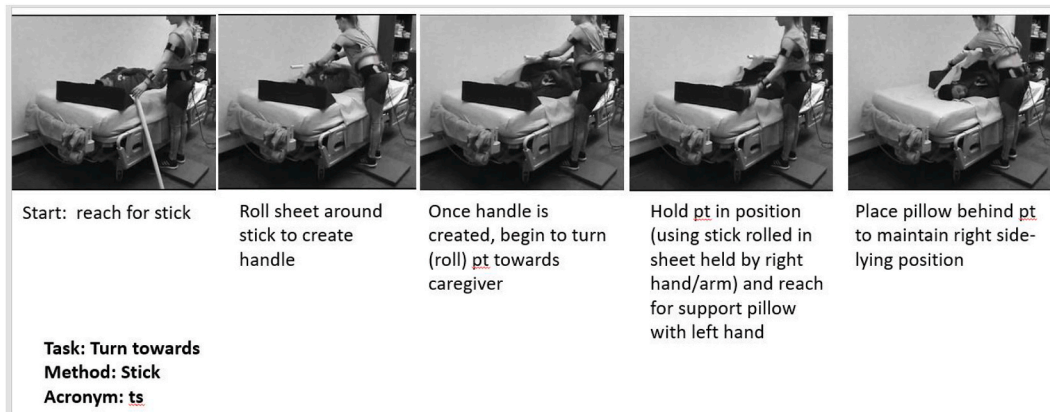 Start: reach for stick
Roll sheet around
stick to create
handle
Once handle is
created, begin to turn
(roll) pt towards
caregiver
Hold pt in position
(using stick rolled in
sheet held by right
hand/arm) and reach
for support pillow
with left hand
Place pillow behind pt
to maintain right side-
lying position
Task: Turn towards
Method: Stick
Acronym: ts